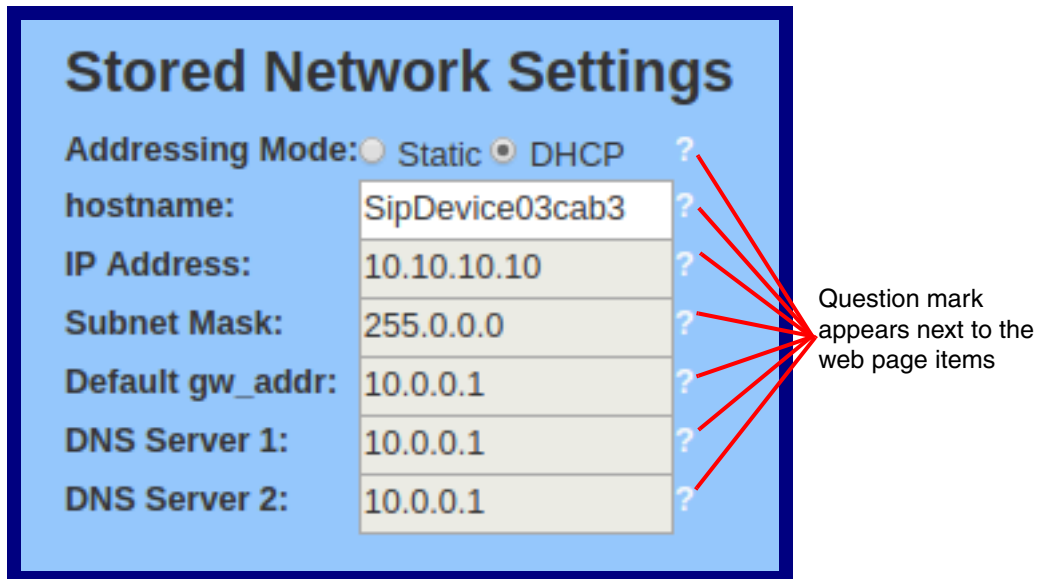 Stored Network Settings
Addressing Mode: Static DHCP ?
hostname: SipDevice03cab3 ?
IP Address: 10.10.10.10 ?
Subnet Mask: 255.0.0.0 ?
Default gw_addr: 10.0.0.1 ?
DNS Server 1: 10.0.0.1 ?
DNS Server 2: 10.0.0.1 ?
Question mark
appears next to the
web page items